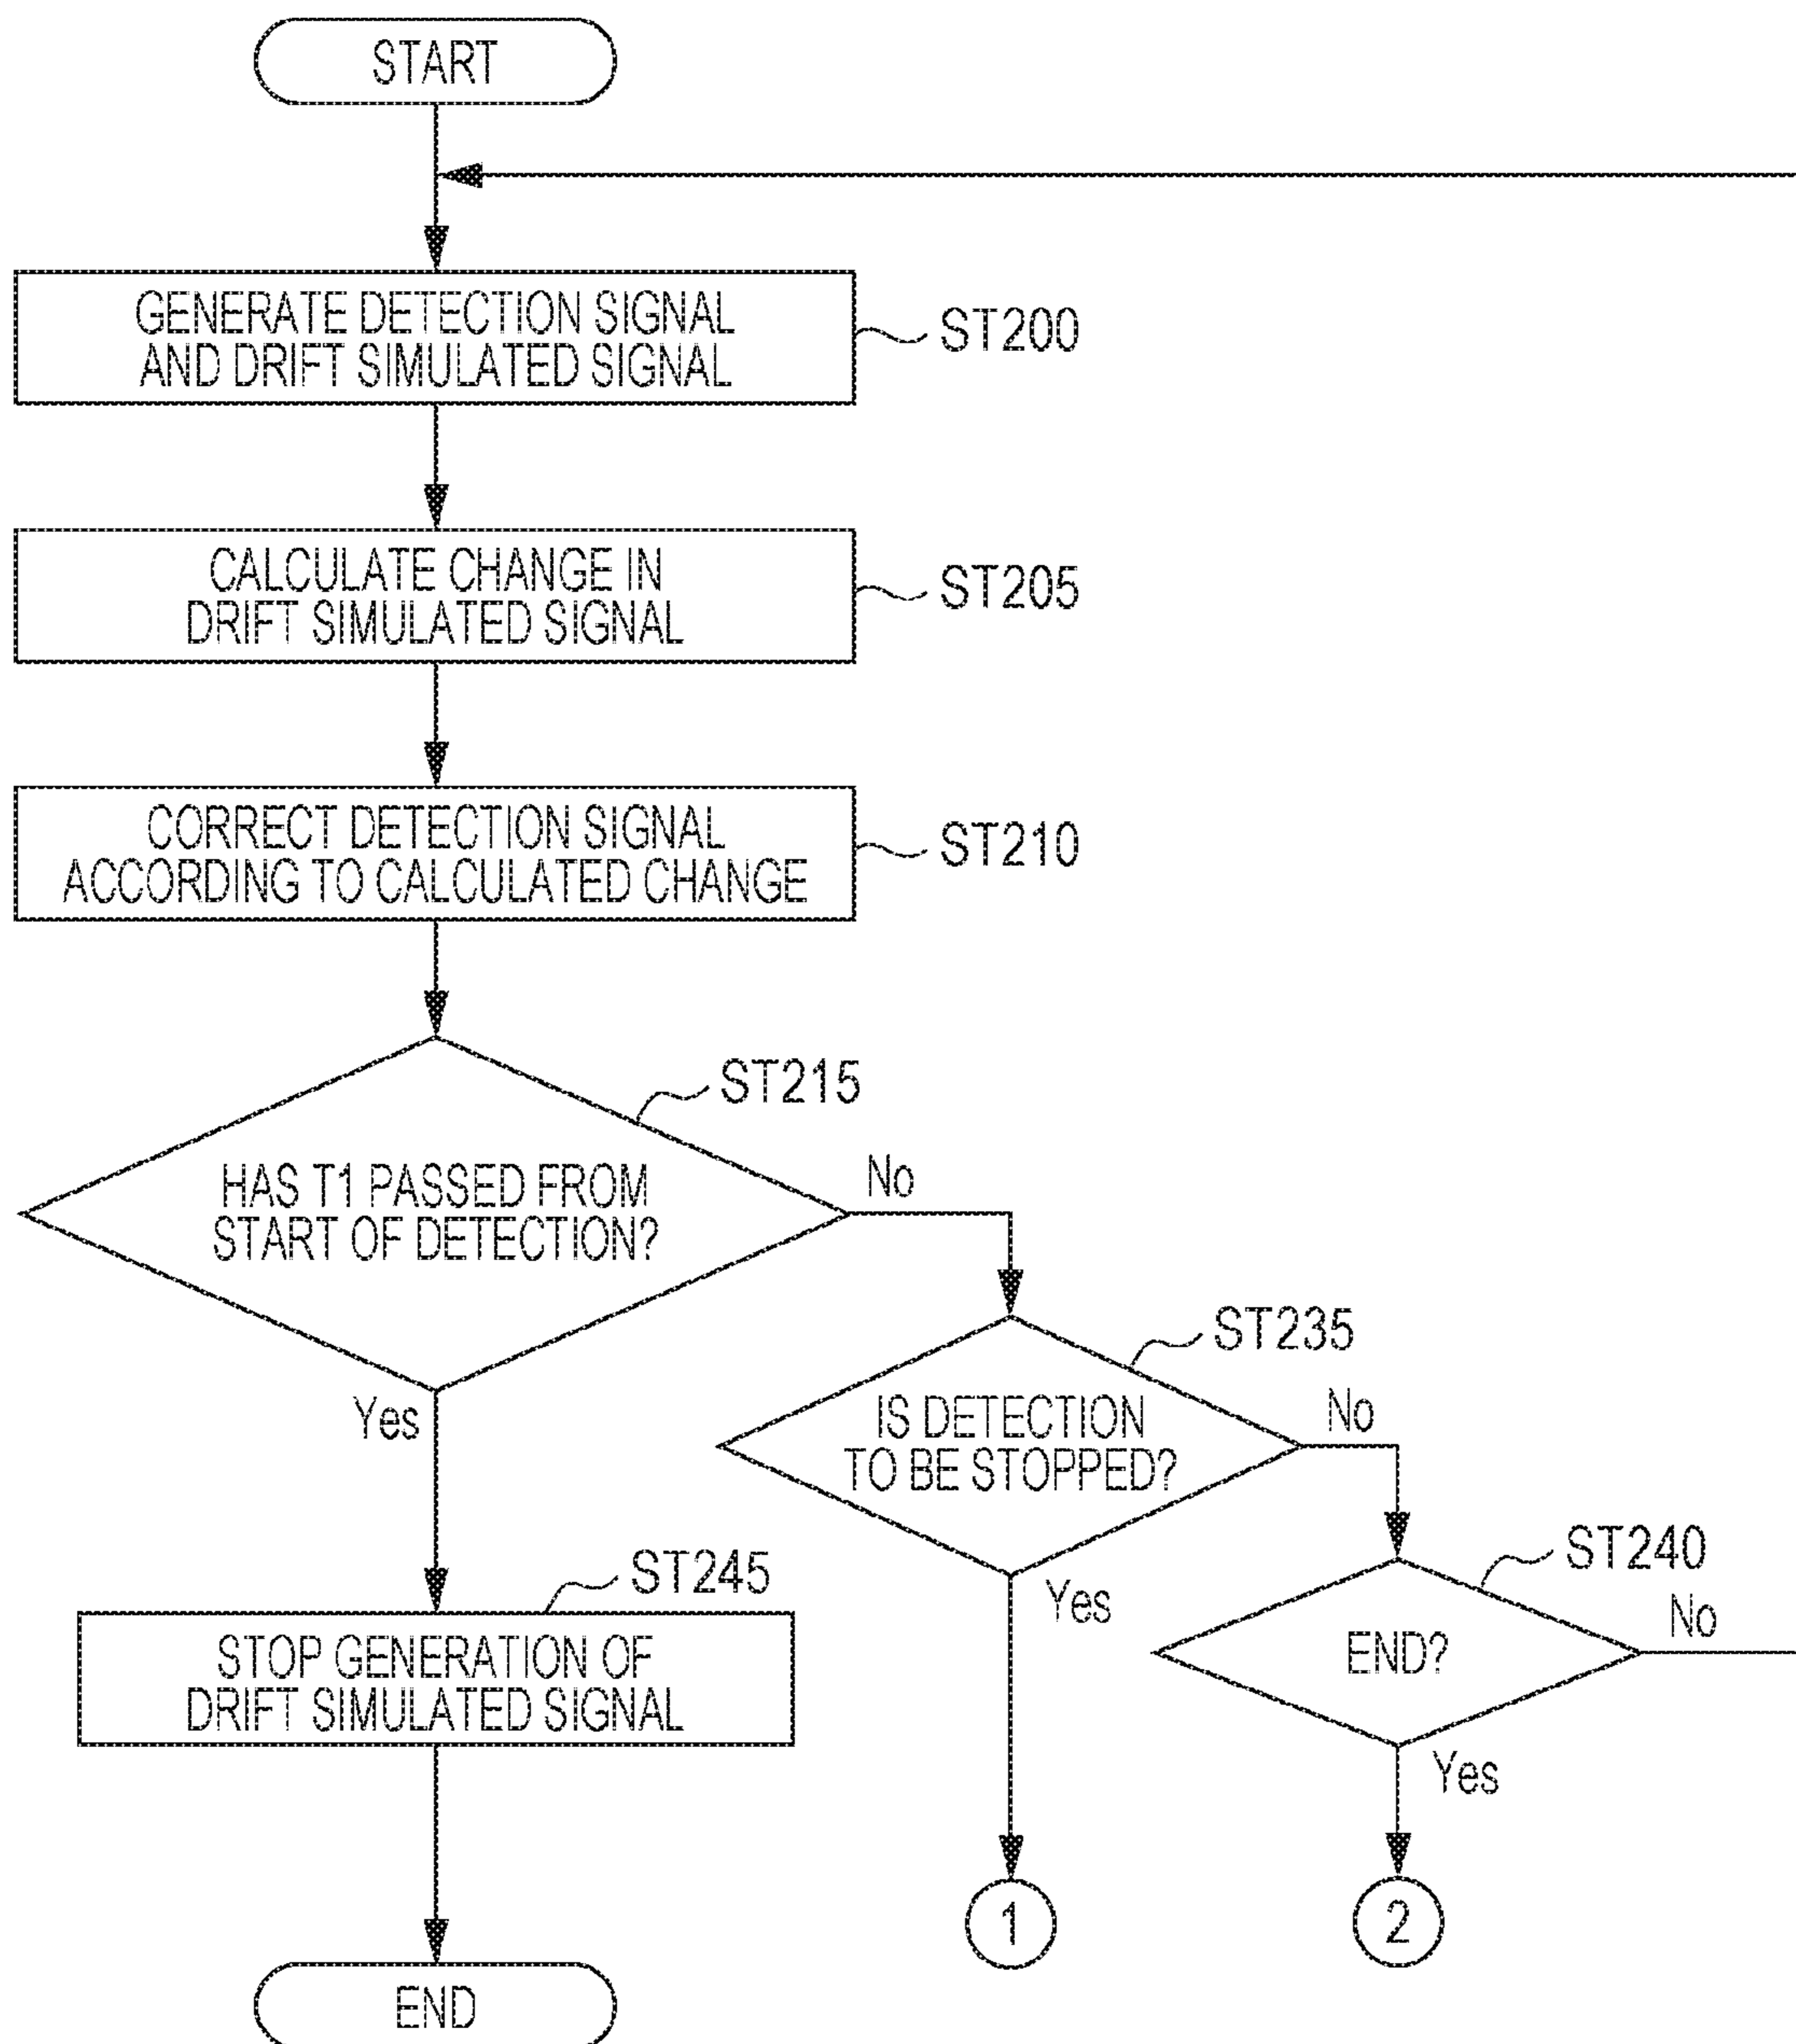 START
GENERATE DETECTION SIGNAL
AND DRIFT SIMULATED SIGNAL
ST200
CALCULATE CHANGE IN
DRIFT SIMULATED SIGNAL
ST205
CORRECT DETECTION SIGNAL
ACCORDING TO CALCULATED CHANGE
ST210
ST215
HAS T1 PASSED FROM
START OF DETECTION?
No
Yes
ST235
IS DETECTION
TO BE STOPPED?
No
Yes
ST240
END?
No
Yes
ST245
STOP GENERATION OF
DRIFT SIMULATED SIGNAL
1
2
END